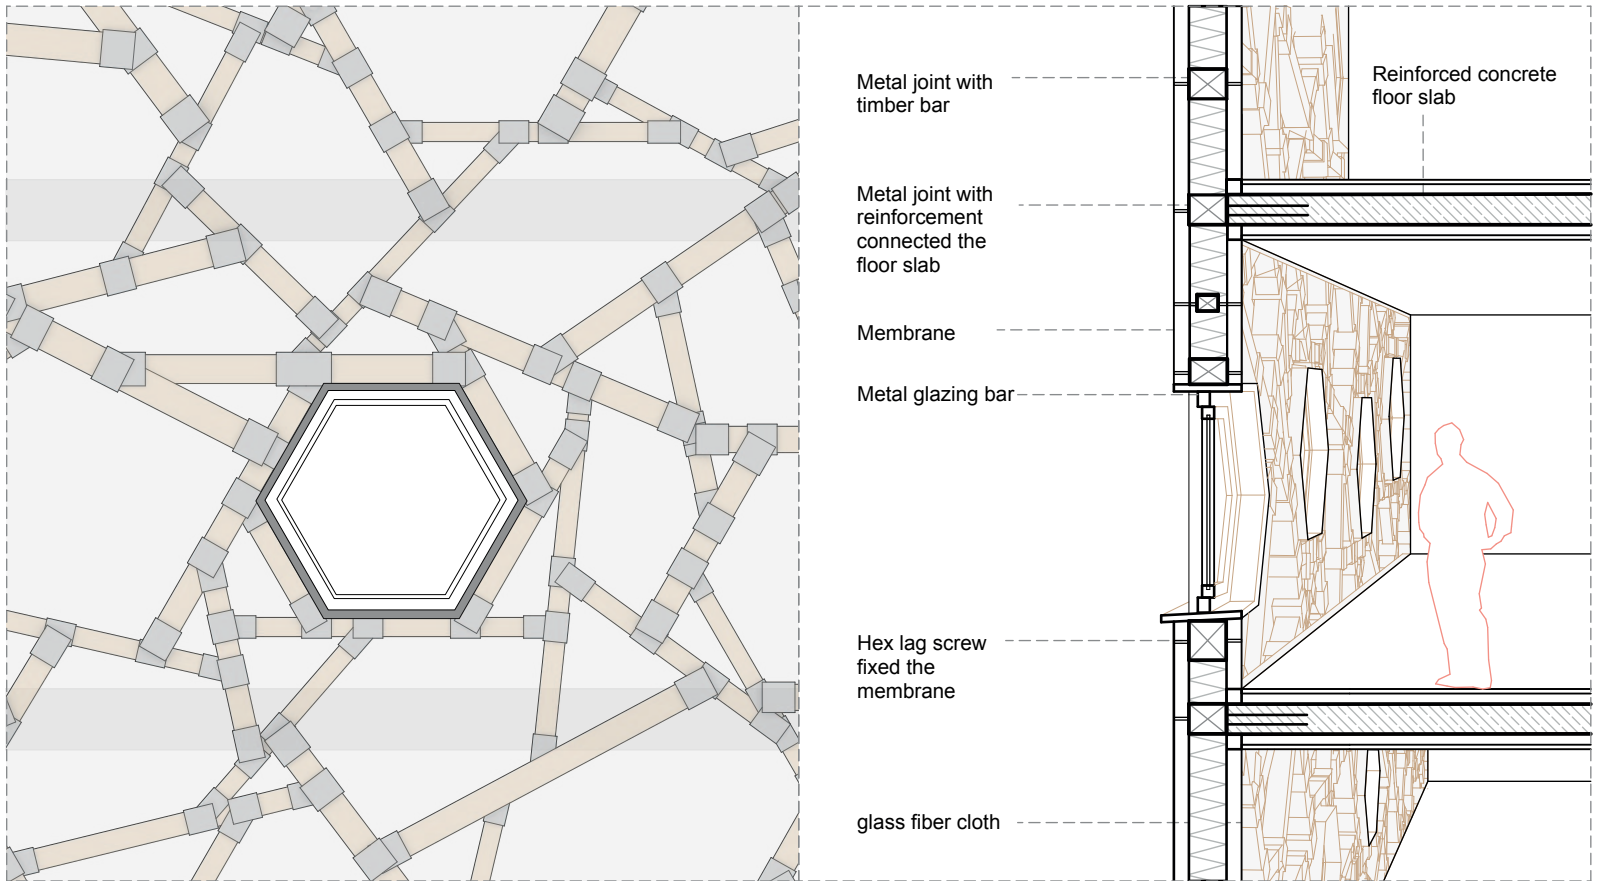 Metal joint with
timber bar
Reinforced concrete
floor slab
Metal joint with
reinforcement
connected the
floor slab
Membrane
Metal glazing bar
Hex lag screw
fixed the
membrane
glass fiber cloth